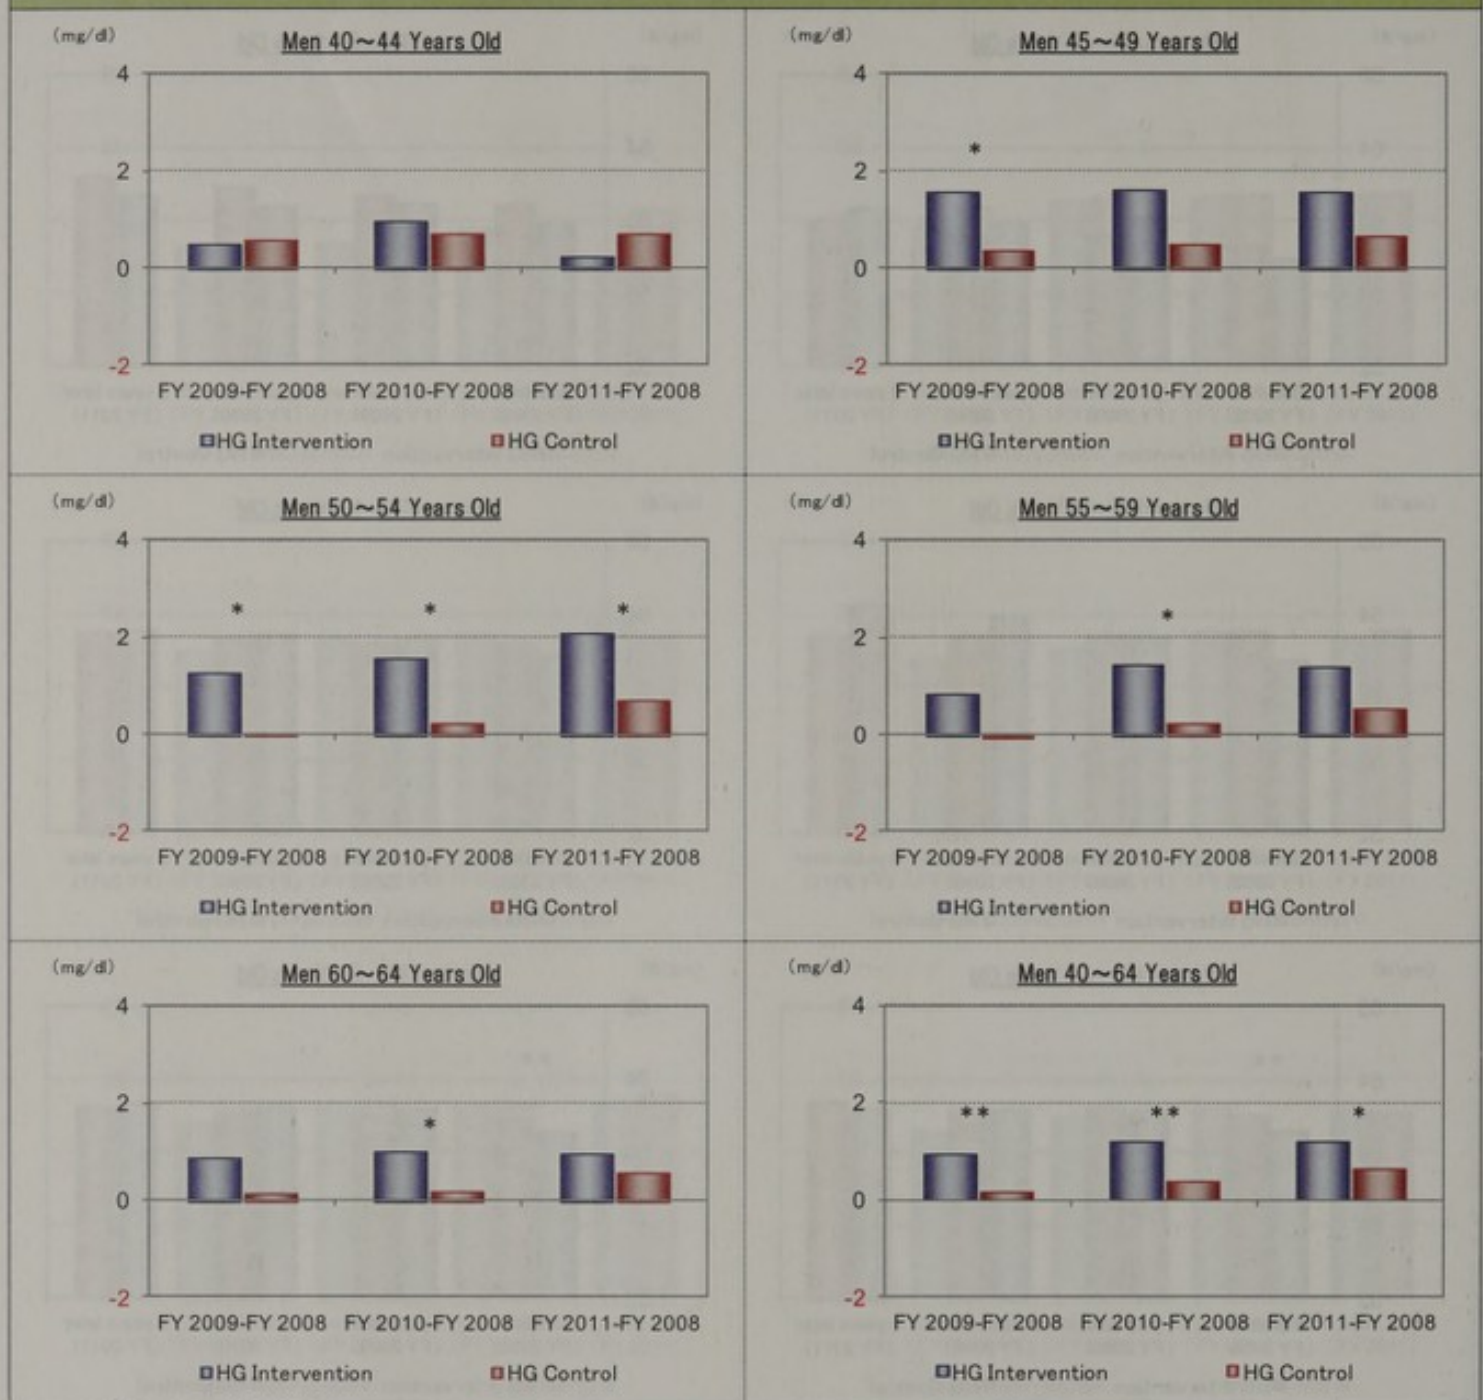 (mg/dl)
Men 40～44 Years Old
4
2
0
-2
FY 2009-FY 2008 FY 2010-FY 2008 FY 2011-FY 2008
HG Intervention HG Control
(mg/dl)
Men 45～49 Years Old
4
*
2
0
-2
FY 2009-FY 2008 FY 2010-FY 2008 FY 2011-FY 2008
HG Intervention HG Control
(mg/dl)
Men 50～54 Years Old
4
* * *
2
0
-2
FY 2009-FY 2008 FY 2010-FY 2008 FY 2011-FY 2008
HG Intervention HG Control
(mg/dl)
Men 55～59 Years Old
4
*
2
0
-2
FY 2009-FY 2008 FY 2010-FY 2008 FY 2011-FY 2008
HG Intervention HG Control
(mg/dl)
Men 60～64 Years Old
4
2
*
0
-2
FY 2009-FY 2008 FY 2010-FY 2008 FY 2011-FY 2008
HG Intervention HG Control
(mg/dl)
Men 40～64 Years Old
4
2
** ** *
0
-2
FY 2009-FY 2008 FY 2010-FY 2008 FY 2011-FY 2008
HG Intervention HG Control